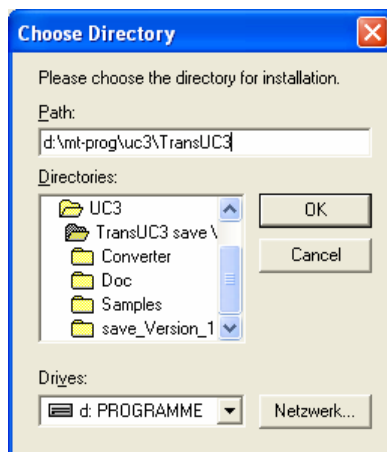 Choose Directory
Please choose the directory for installation.
Path:
d:\mt-prog\uc3\TransUC3
Directories:
UC3
OK
TransUC3 save \
Converter
Cancel
Doc
Samples
save_Version_1
Drives:
d: PROGRAMME
Netzwerk...